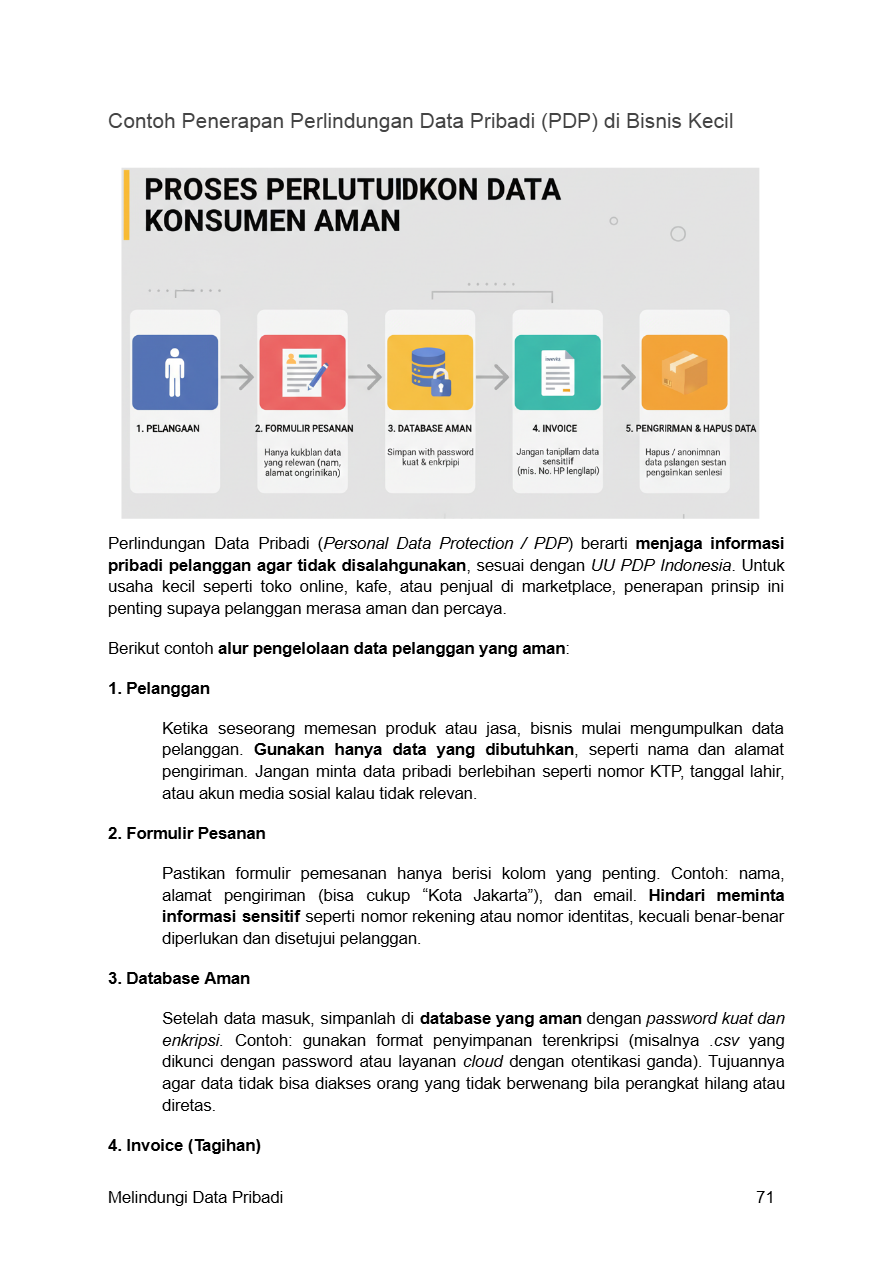 Contoh Penerapan Perlindungan Data Pribadi (PDP) di Bisnis Kecil
PROSES PERLUTUIDKON DATA
KONSUMEN AMAN
1. PELANGAAN
2. FORMULIR PESANAN
Hanya kukblan data
yang relewan (nam,
alamat ongrinikan)
3. DATABASE AMAN
Simpan with password
kuat & enkrpipi
4. INVOICE
Jangan tanipllam data
sensitiif
(mis. No. HP lengllapi)
5. PENGRIRMAN & HAPUS DATA
Hapus / anonimnan
data pslangan sestan
pengsimkan senlesi
Perlindungan Data Pribadi (Personal Data Protection / PDP) berarti menjaga informasi
pribadi pelanggan agar tidak disalahgunakan, sesuai dengan UU PDP Indonesia. Untuk
usaha kecil seperti toko online, kafe, atau penjual di marketplace, penerapan prinsip ini
penting supaya pelanggan merasa aman dan percaya.
Berikut contoh alur pengelolaan data pelanggan yang aman:
1. Pelanggan
Ketika seseorang memesan produk atau jasa, bisnis mulai mengumpulkan data
pelanggan. Gunakan hanya data yang dibutuhkan, seperti nama dan alamat
pengiriman. Jangan minta data pribadi berlebihan seperti nomor KTP, tanggal lahir,
atau akun media sosial kalau tidak relevan.
2. Formulir Pesanan
Pastikan formulir pemesanan hanya berisi kolom yang penting. Contoh: nama,
alamat pengiriman (bisa cukup “Kota Jakarta”), dan email. Hindari meminta
informasi sensitif seperti nomor rekening atau nomor identitas, kecuali benar-benar
diperlukan dan disetujui pelanggan.
3. Database Aman
Setelah data masuk, simpanlah di database yang aman dengan password kuat dan
enkripsi. Contoh: gunakan format penyimpanan terenkripsi (misalnya .csv yang
dikunci dengan password atau layanan cloud dengan otentikasi ganda). Tujuannya
agar data tidak bisa diakses orang yang tidak berwenang bila perangkat hilang atau
diretas.
4. Invoice (Tagihan)
Melindungi Data Pribadi 71